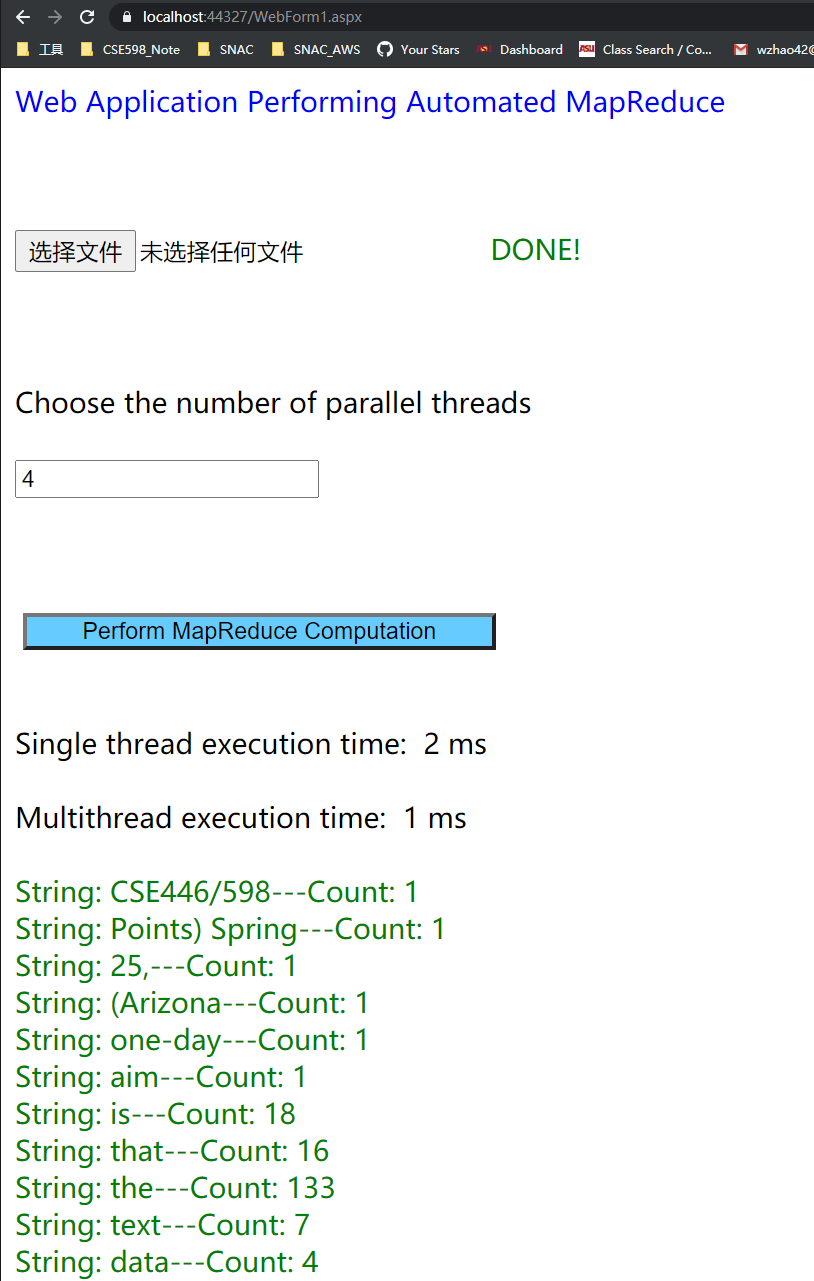 localhost:44327/WebForm1.aspx
工具 CSE598_Note SNAC SNAC_AWS Your Stars Dashboard ASU Class Search / Co... wzhao42@
Web Application Performing Automated MapReduce
选择文件 未选择任何文件 DONE!
Choose the number of parallel threads
4
Perform MapReduce Computation
Single thread execution time: 2 ms
Multithread execution time: 1 ms
String: CSE446/598---Count: 1
String: Points) Spring---Count: 1
String: 25,---Count: 1
String: (Arizona---Count: 1
String: one-day---Count: 1
String: aim---Count: 1
String: is---Count: 18
String: that---Count: 16
String: the---Count: 133
String: text---Count: 7
String: data---Count: 4